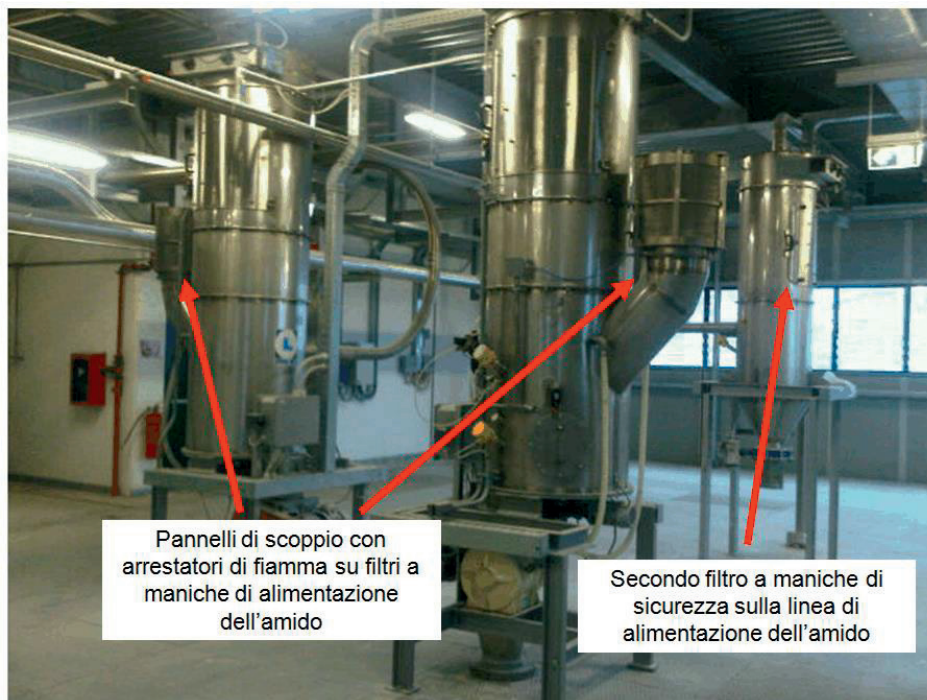 Pannelli di scoppio con
arrestatori di fiamma su filtri a
maniche di alimentazione
dell'amido
Secondo filtro a maniche di
sicurezza sulla linea di
alimentazione dell'amido